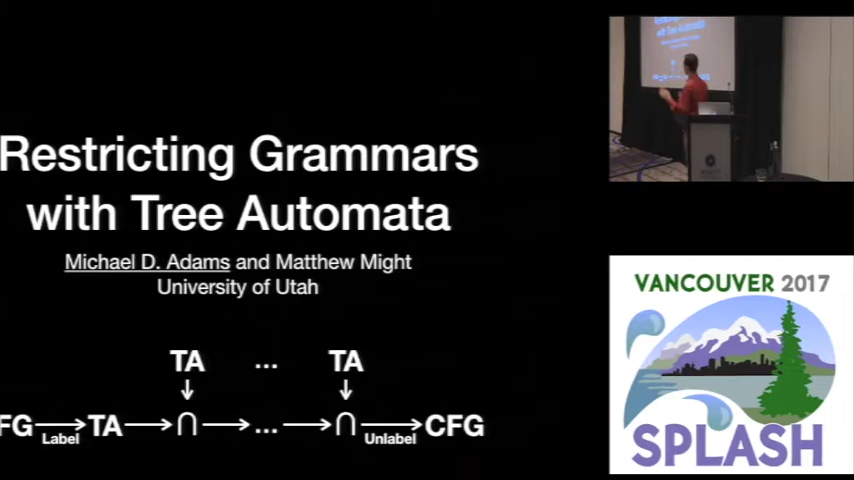 Restricting Grammars
with Tree Automata
Michael D. Adams and Matthew Might
University of Utah
TA ... TA
FG TA ∩ ... ∩ CFG
Label Unlabel
VANCOUVER 2017
SPLASH